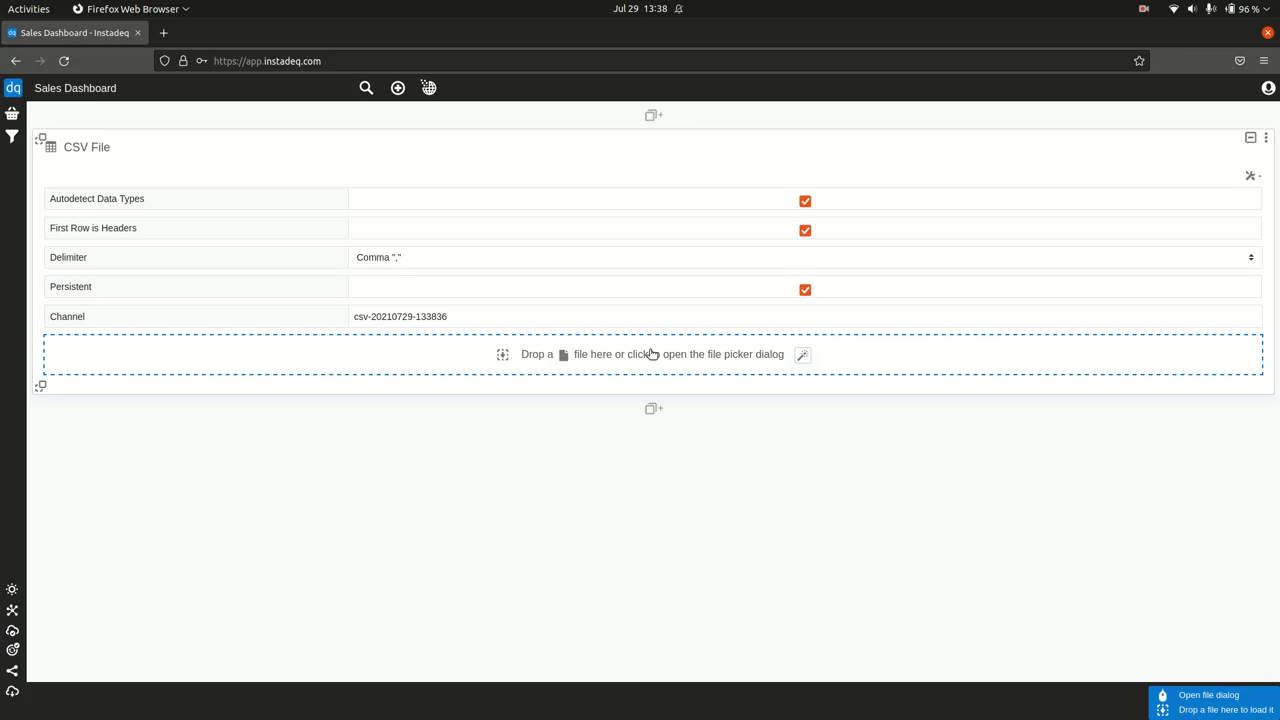 Activities Firefox Web Browser Jul 29 13:38 96 %
Sales Dashboard - Instadeq
https://app.instadeq.com
dq Sales Dashboard
CSV File
Autodetect Data Types
First Row is Headers
Delimiter Comma ","
Persistent
Channel csv-20210729-133836
Drop a file here or click to open the file picker dialog
Open file dialog
Drop a file here to load it